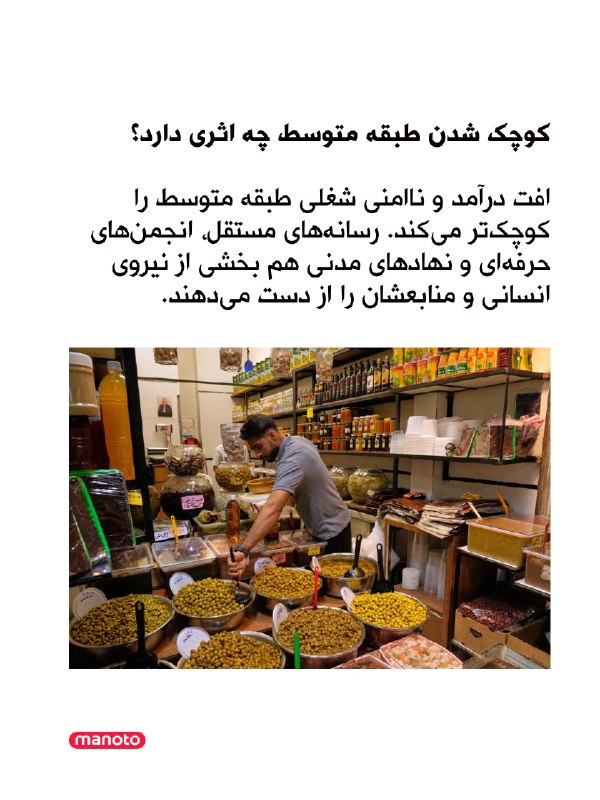 کوچک شدن طبقه متوسط چه اثری دارد؟
افت درآمد و ناامنی شغلی طبقه متوسط را
کوچک‌تر می‌کند. رسانه‌های مستقل، انجمن‌های
حرفه‌ای و نهادهای مدنی هم بخشی از نیروی
انسانی و منابعشان را از دست می‌دهند.
manoto